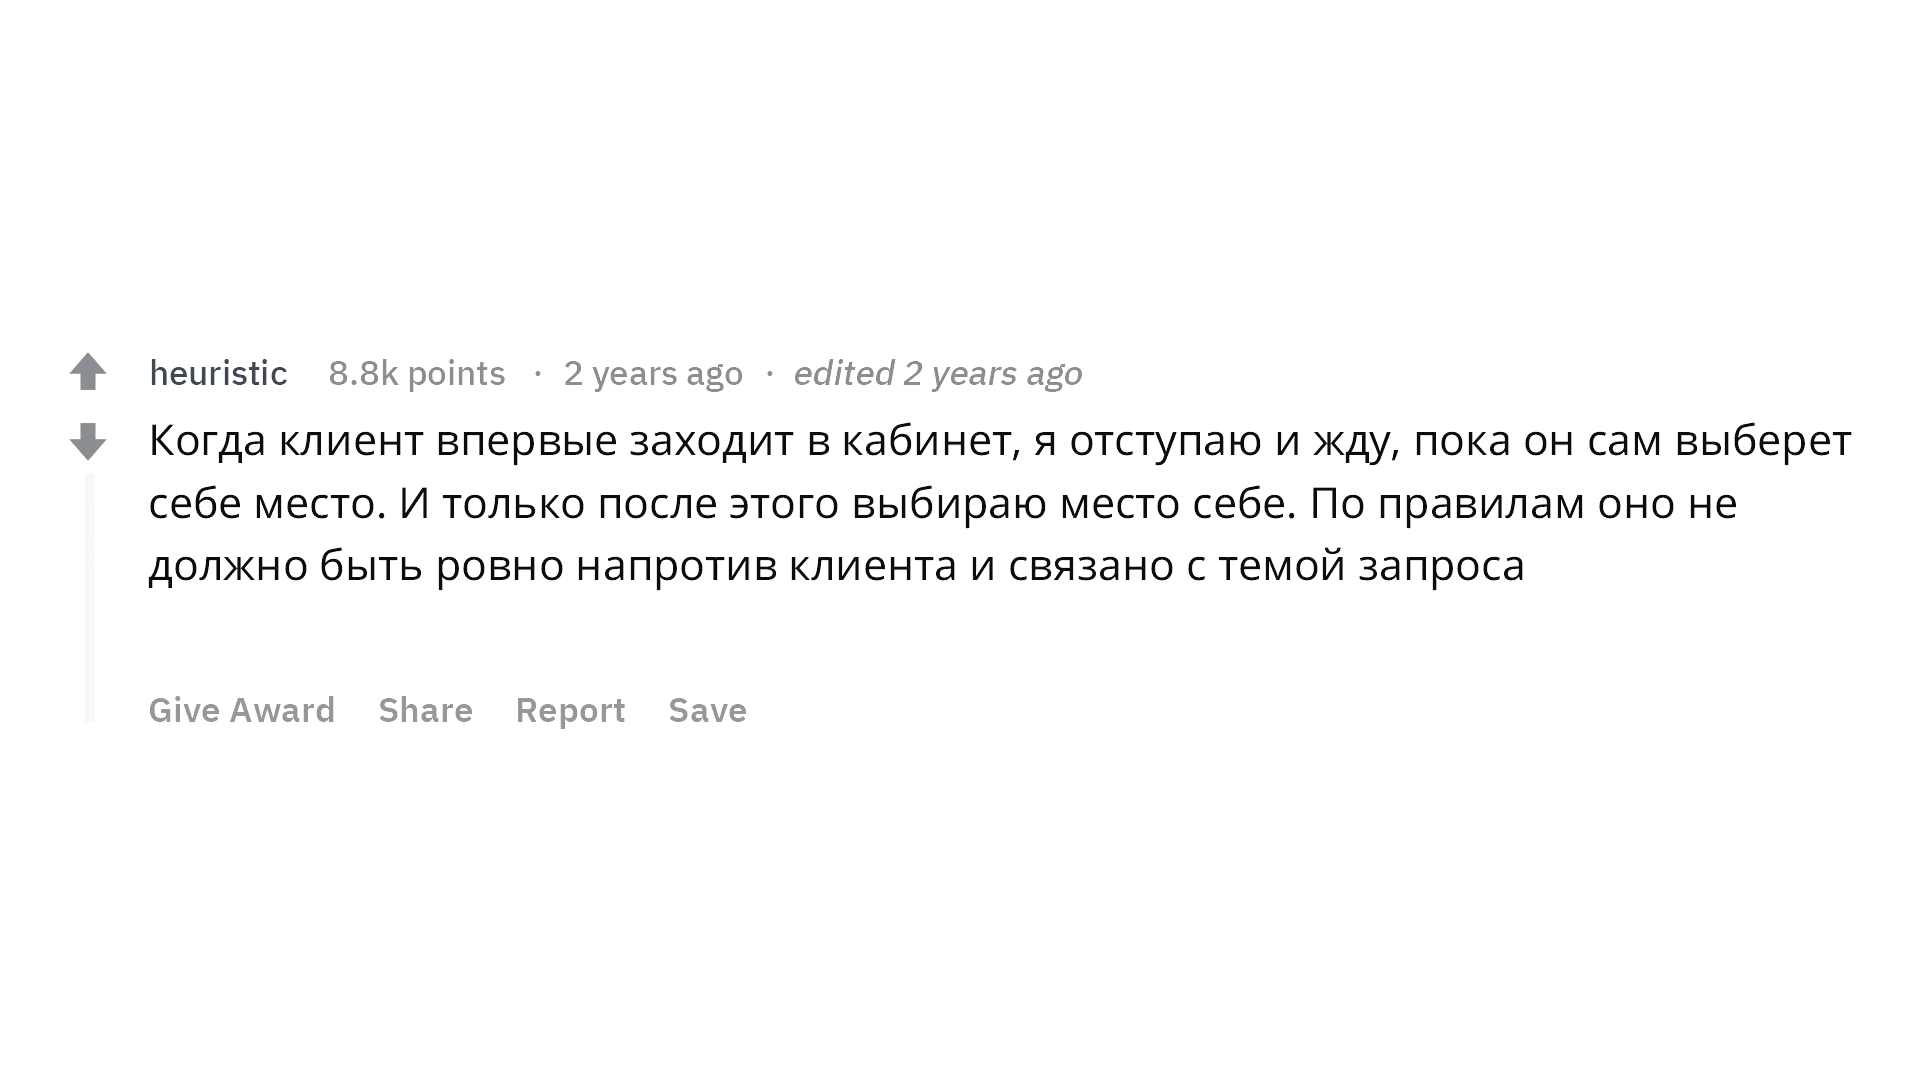 heuristic 8.8k points · 2 years ago · edited 2 years ago
Когда клиент впервые заходит в кабинет, я отступаю и жду, пока он сам выберет
себе место. И только после этого выбираю место себе. По правилам оно не
должно быть ровно напротив клиента и связано с темой запроса
Give Award Share Report Save